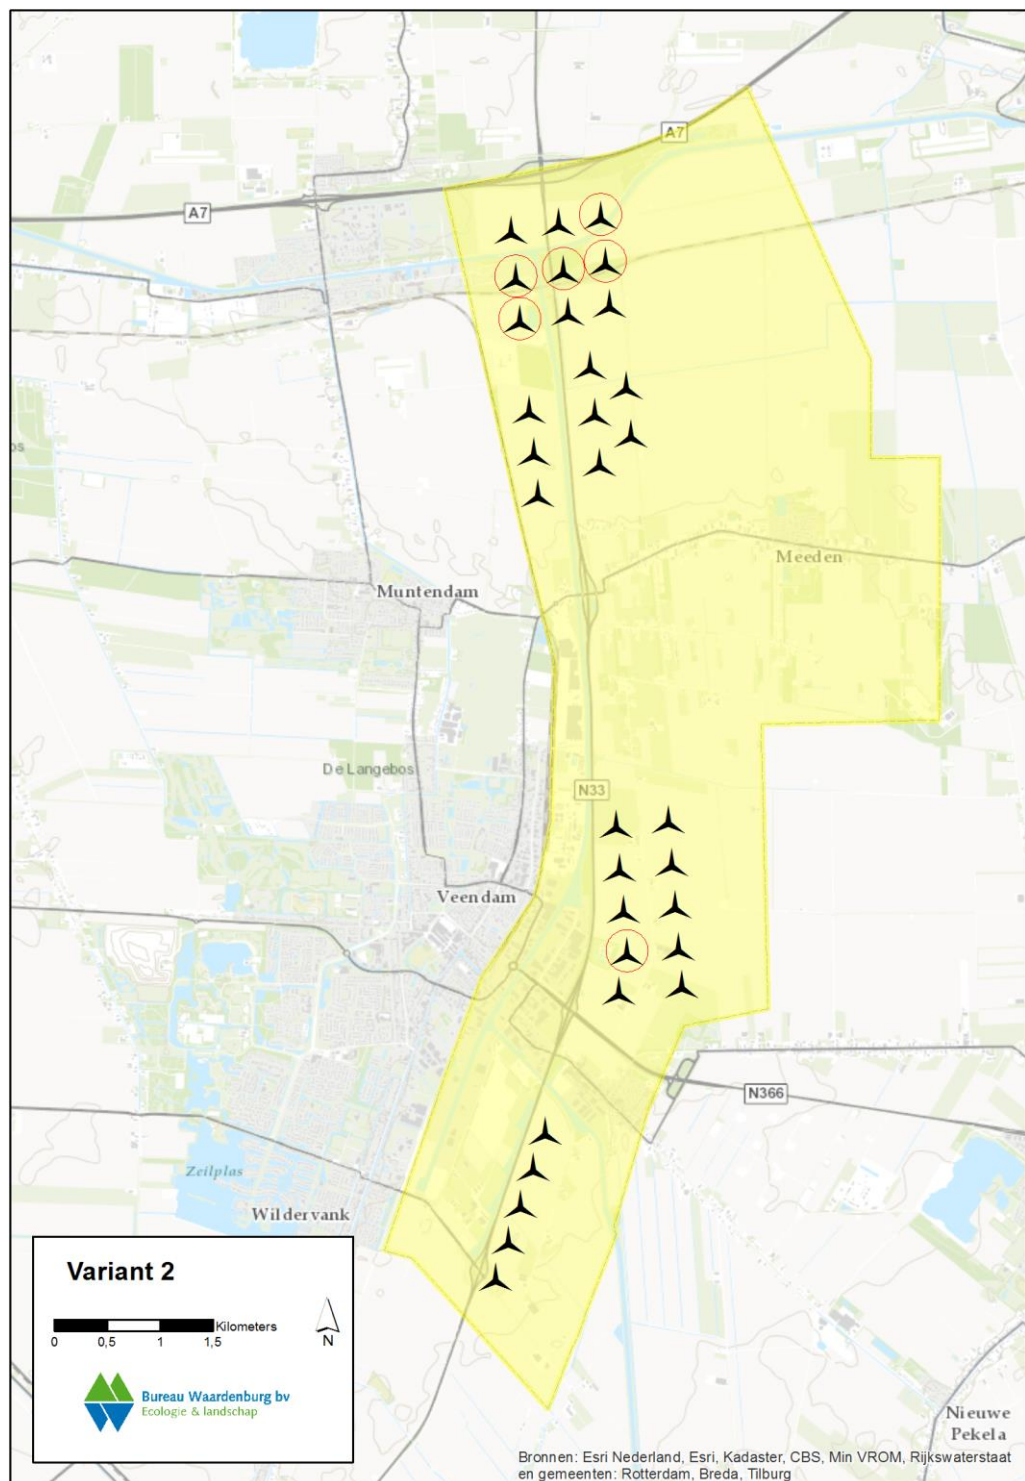 A7
A7
os
Meeden
Muntendam
De Langebos
N33
Veendam
N366
Zeilplas
Wildervank
Variant 2
Kilometers
0 0,5 1 1,5
N
Bureau Waardenburg bv
Ecologie & landschap
Nieuwe
Pekela
Bronnen: Esri Nederland, Esri, Kadaster, CBS, Min VROM, Rijkswaterstaat
en gemeenten: Rotterdam, Breda, Tilburg